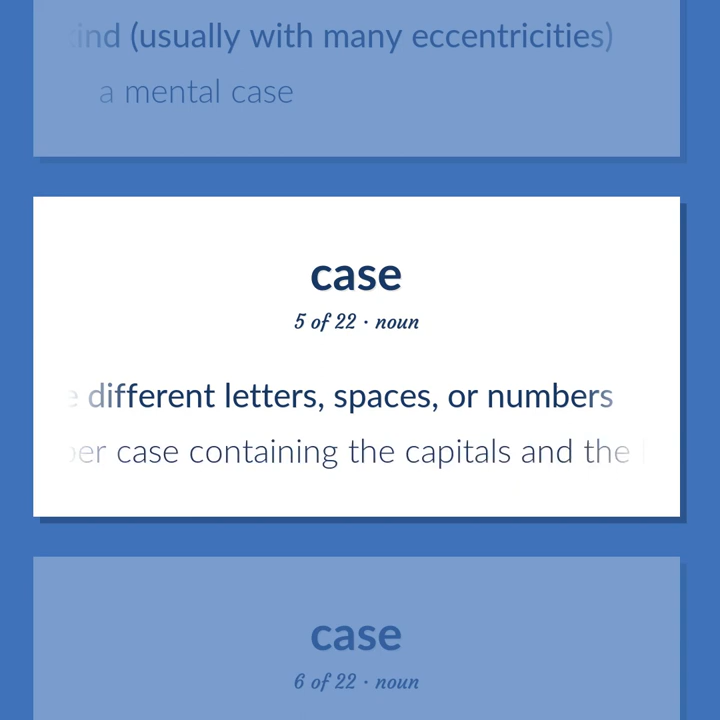 kind (usually with many eccentricities)
a mental case
case
5 of 22 · noun
different letters, spaces, or numbers
case containing the capitals and the
case
6 of 22 · noun